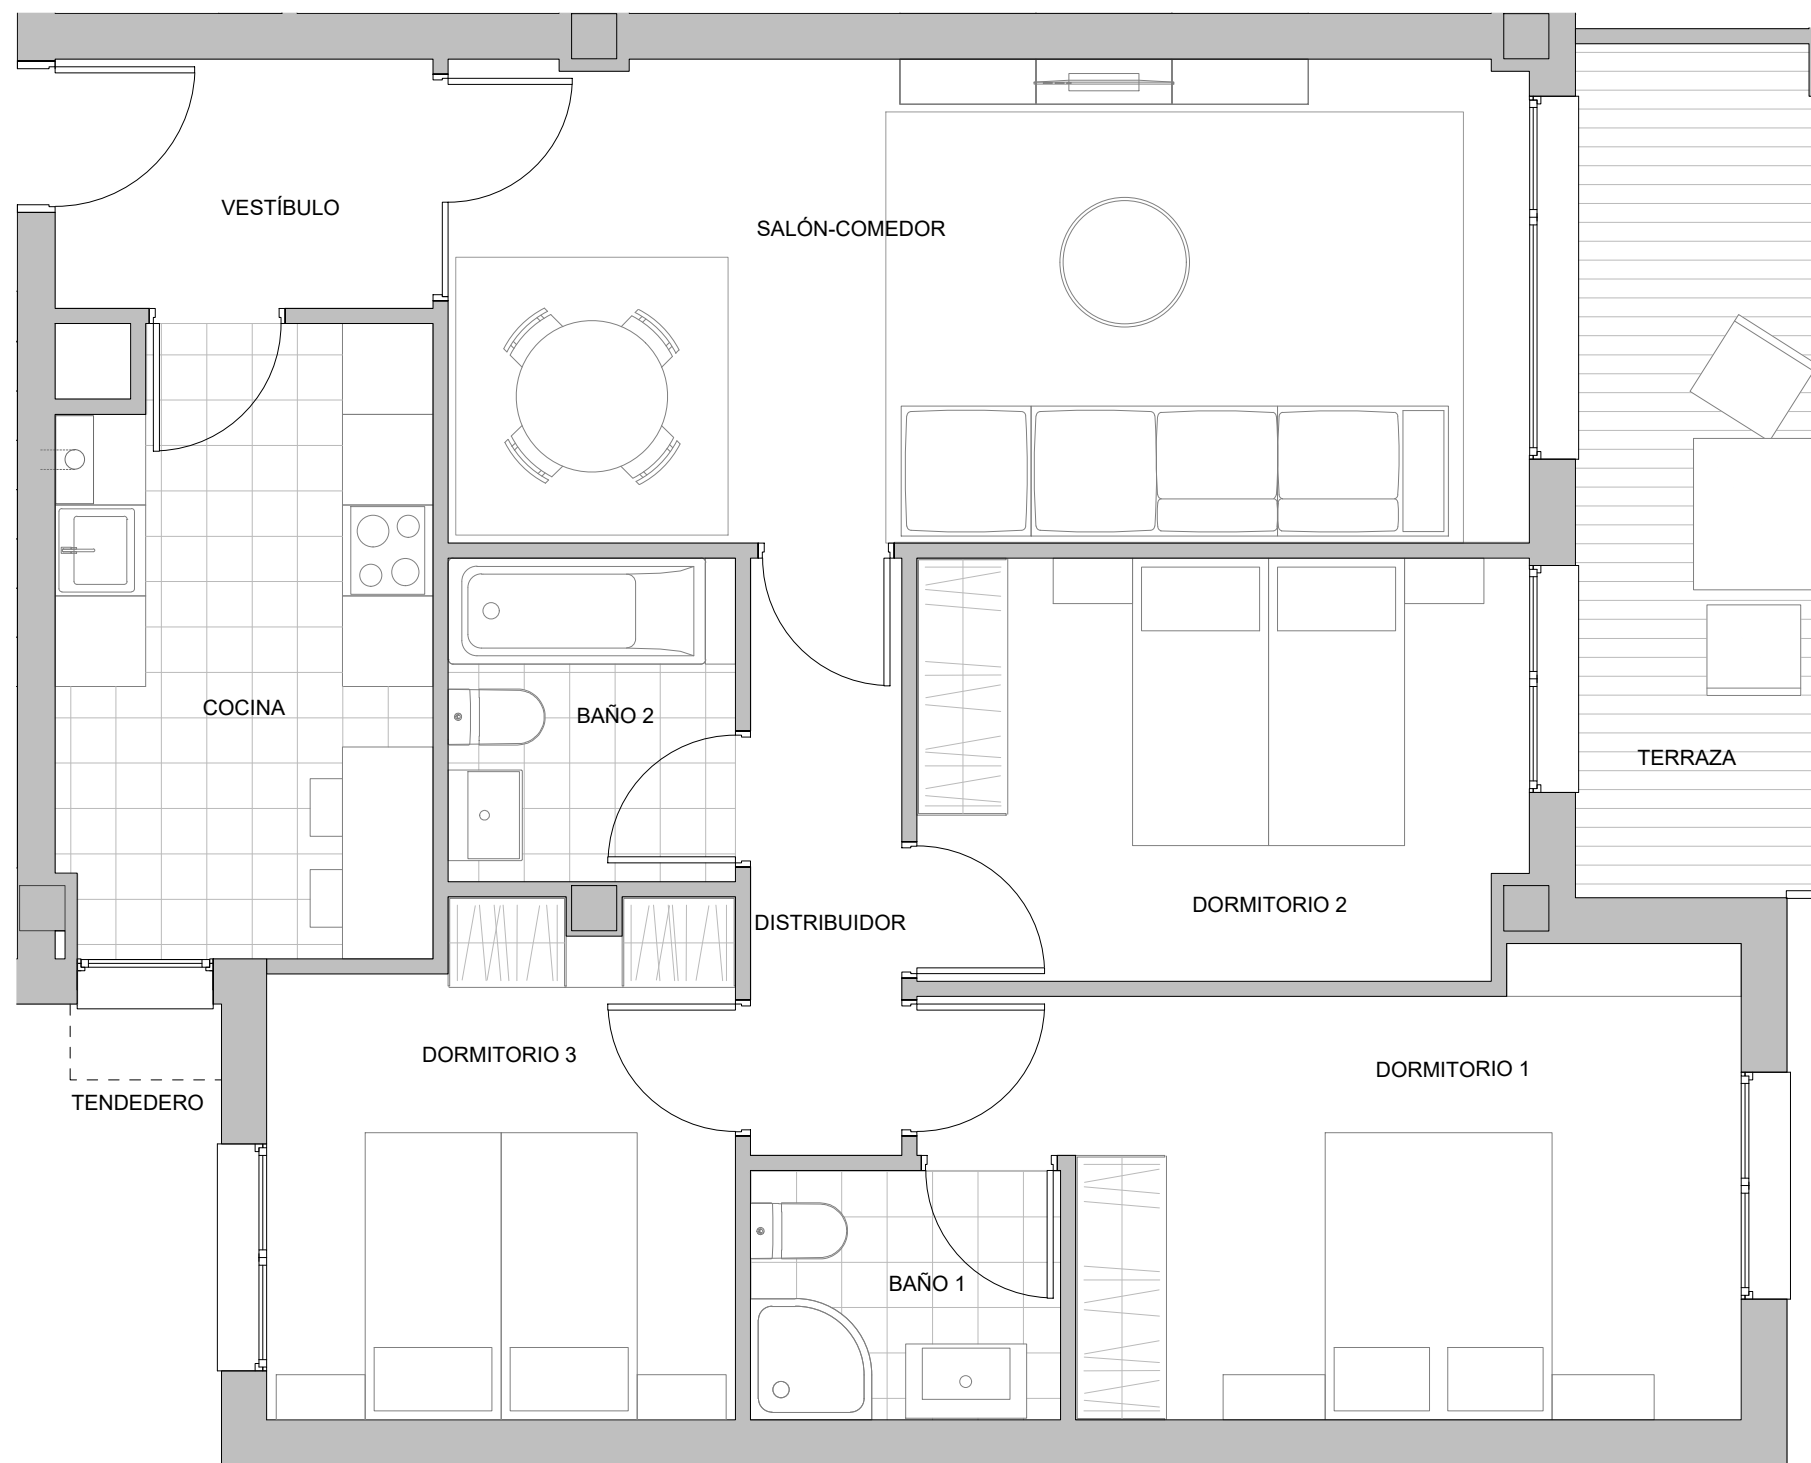 VESTÍBULO
SALÓN-COMEDOR
COCINA
BAÑO 2
TERRAZA
DORMITORIO 2
DISTRIBUIDOR
DORMITORIO 3
DORMITORIO 1
TENDEDERO
BAÑO 1